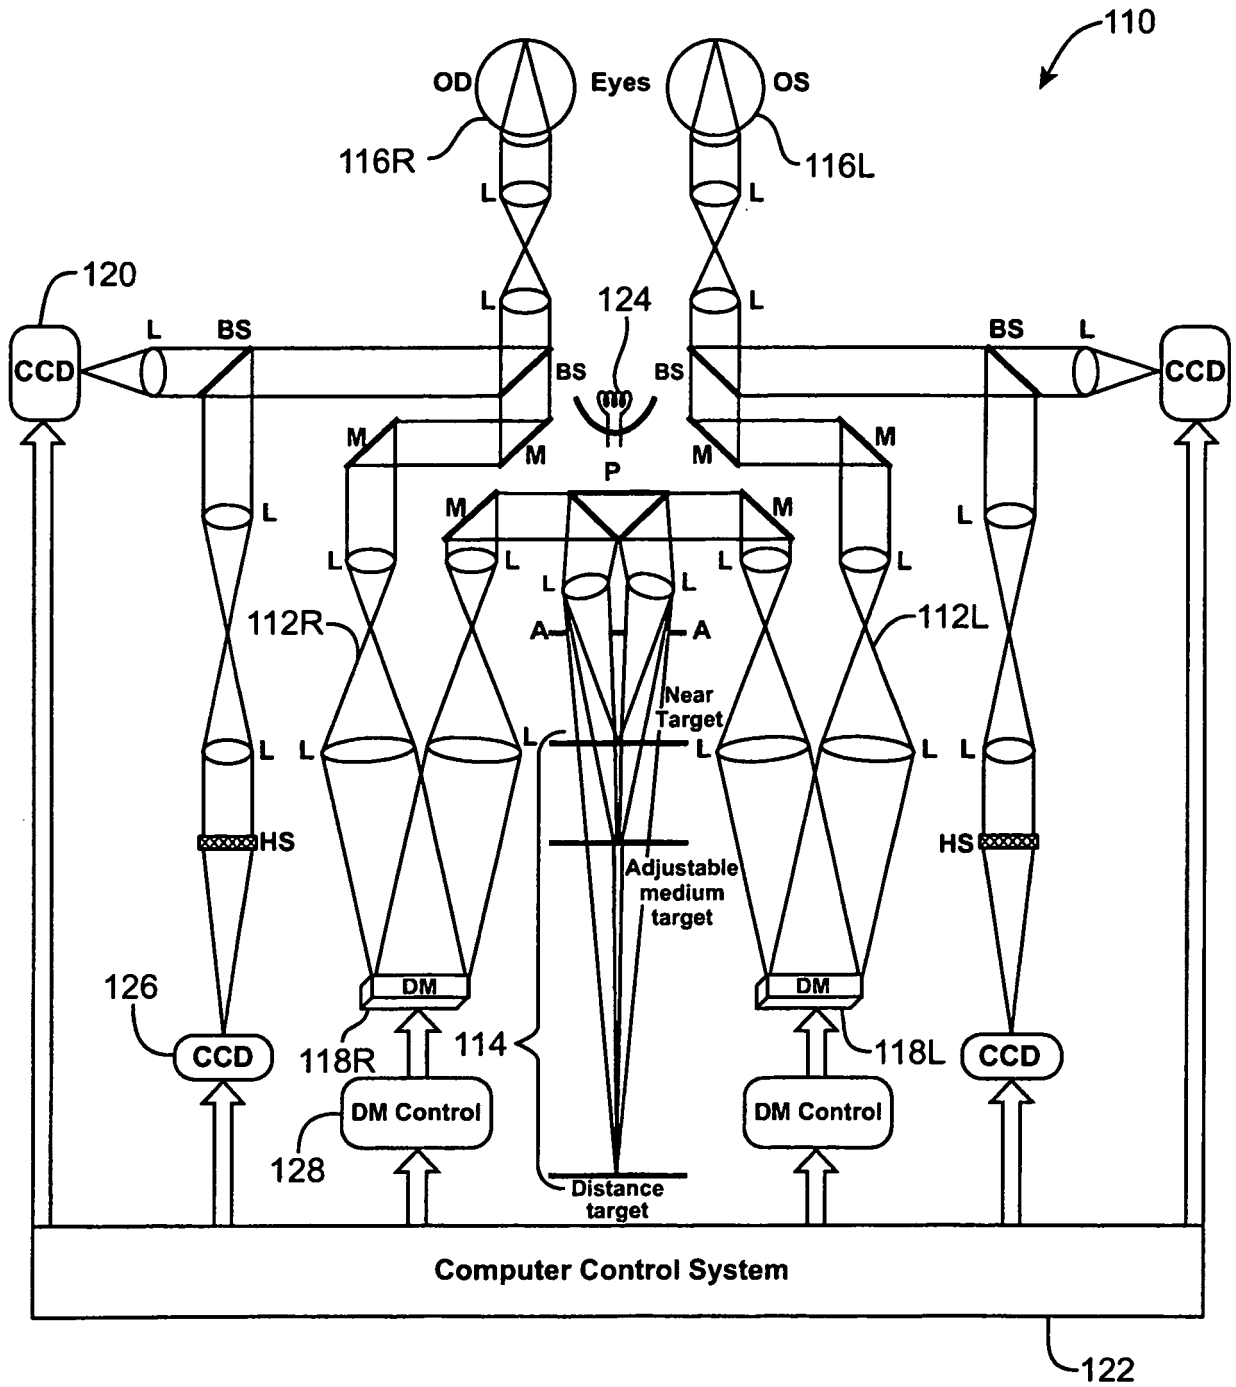 110
OD Eyes OS
116R 116L
L L
120 L 124 L
L BS BS L
CCD BS BS CCD
M M M M
P
M M
L L
L L L L L L
112R A A 112L
Near
Target
L L L L L L
HS HS
Adjustable
medium
target
DM DM
126
118R 114 118L
CCD CCD
DM Control DM Control
128
Distance
target
Computer Control System
122